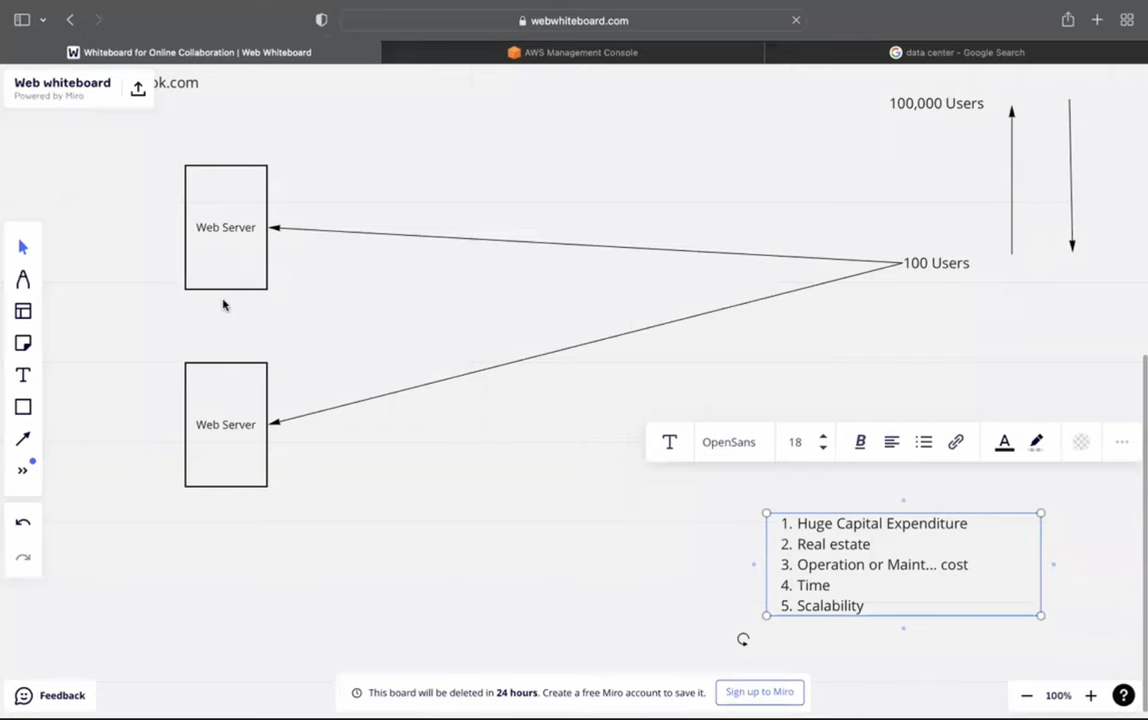 webwhiteboard.com
Whiteboard for Online Collaboration | Web Whiteboard
AWS Management Console
data center - Google Search
Web whiteboard
Powered by Miro
ok.com
100,000 Users
Web Server
100 Users
Web Server
T
OpenSans
18
B
A
1. Huge Capital Expenditure
2. Real estate
3. Operation or Maint... cost
4. Time
5. Scalability
Feedback
This board will be deleted in 24 hours. Create a free Miro account to save it.
Sign up to Miro
100%
?